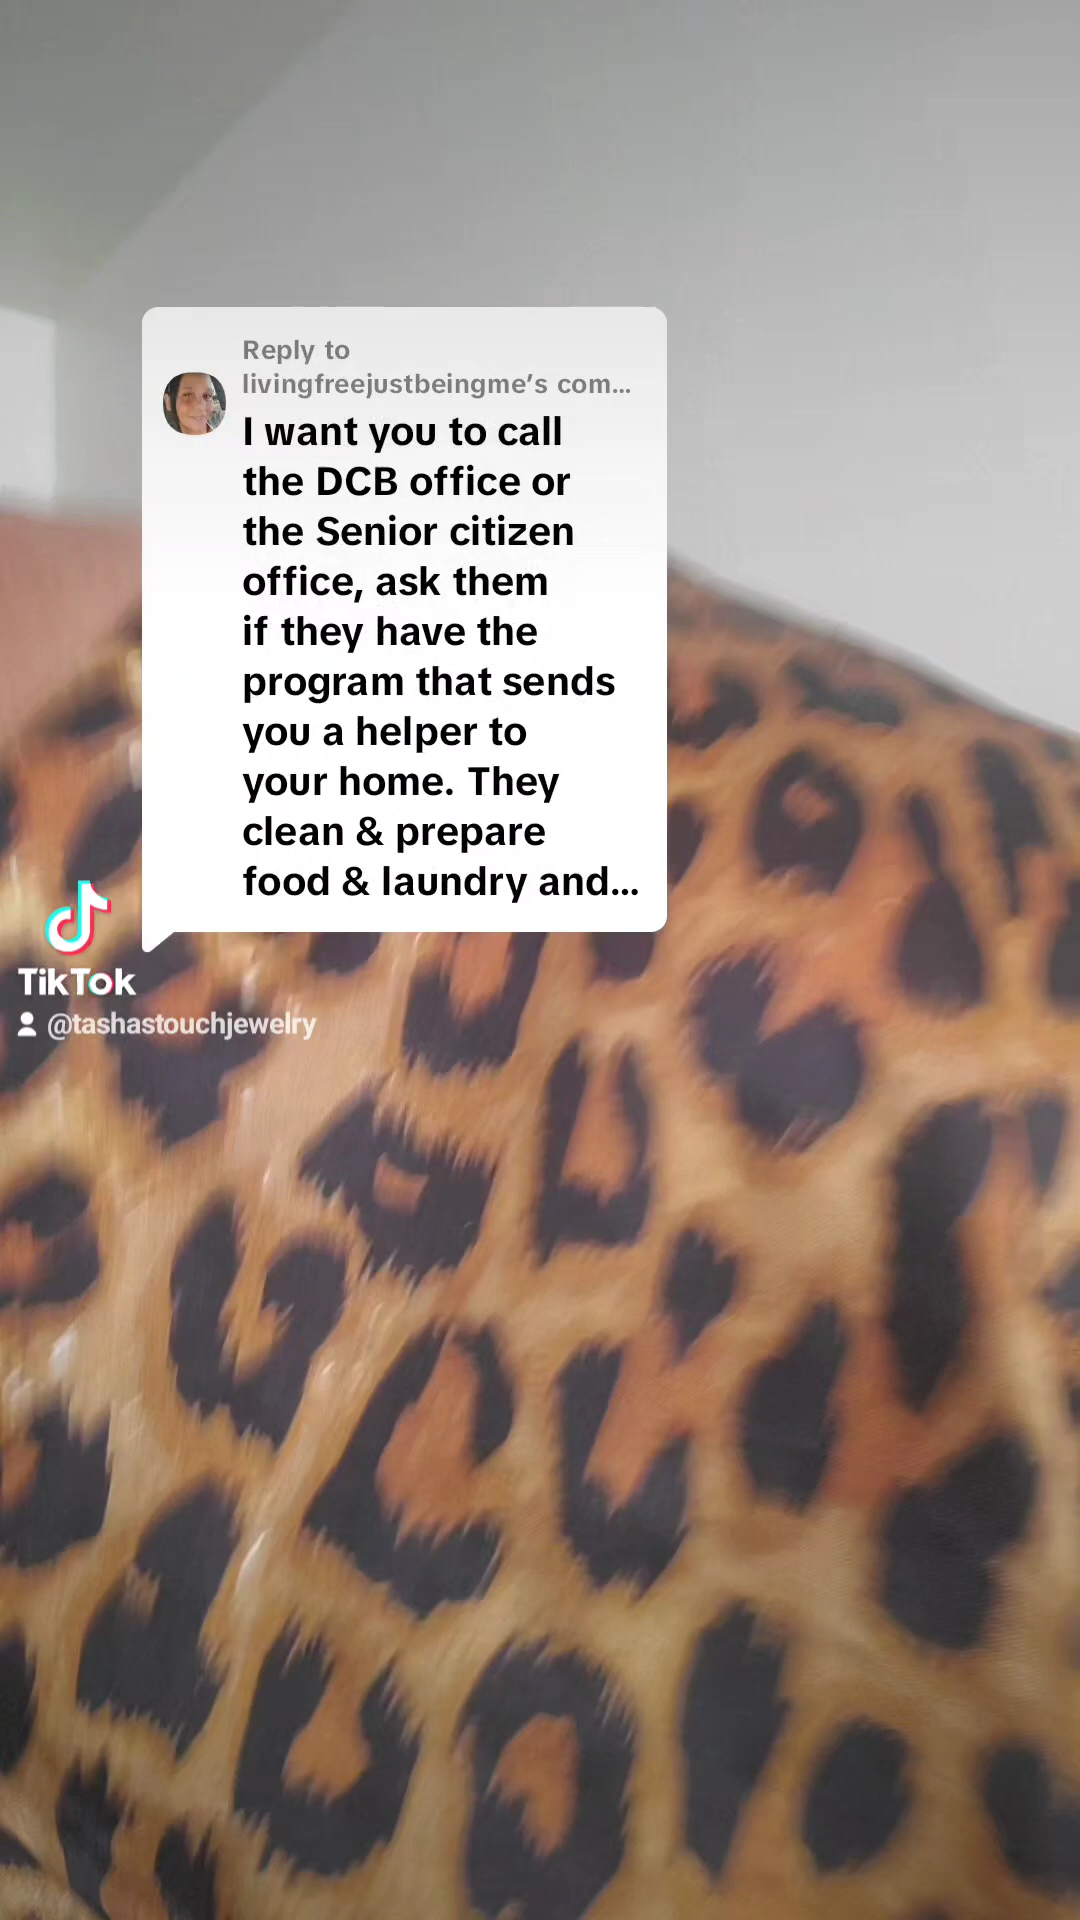 Reply to
livingfreejustbeingme’s com...
I want you to call
the DCB office or
the Senior citizen
office, ask them
if they have the
program that sends
you a helper to
your home. They
clean & prepare
food & laundry and...
TikTok
@tashastouchjewelry